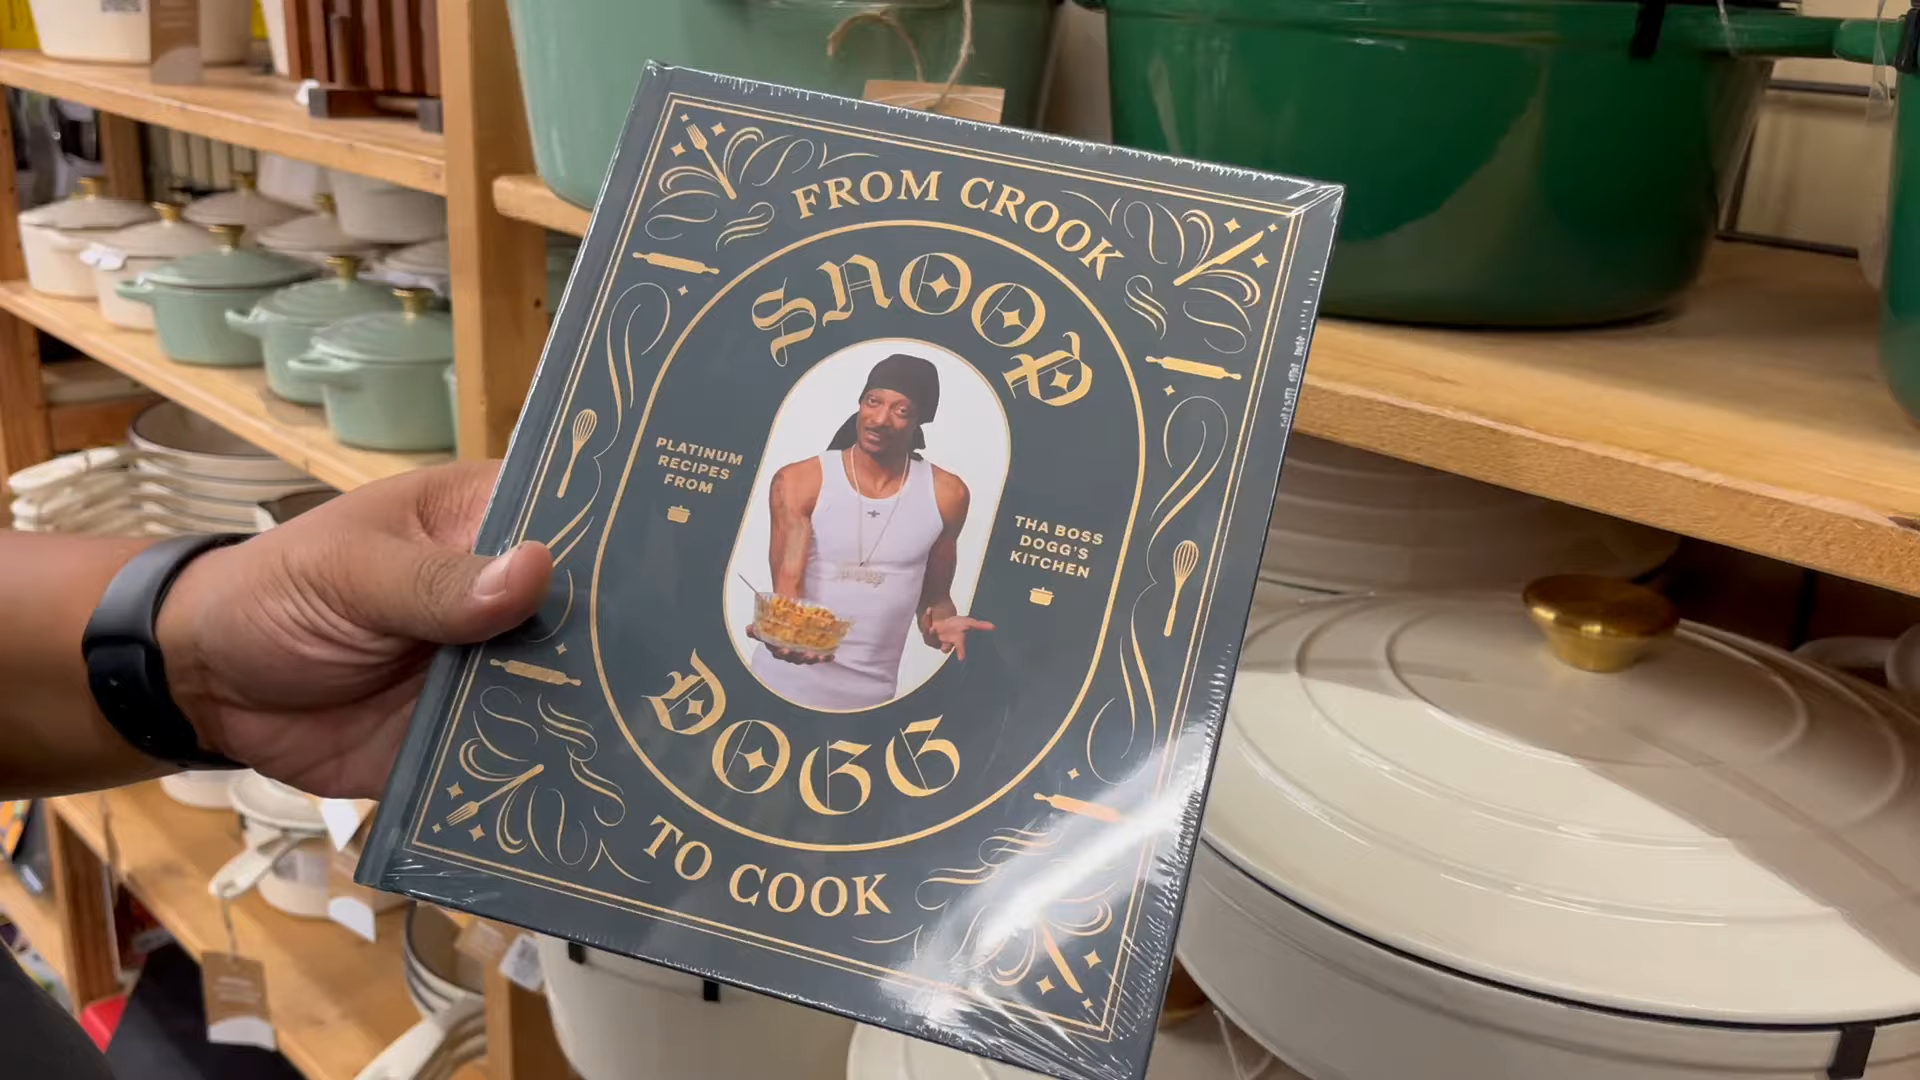 FROM CROOK
SNOOP
PLATINUM
RECIPES
FROM
THA BOSS
DOGG'S
KITCHEN
DOGG
TO COOK